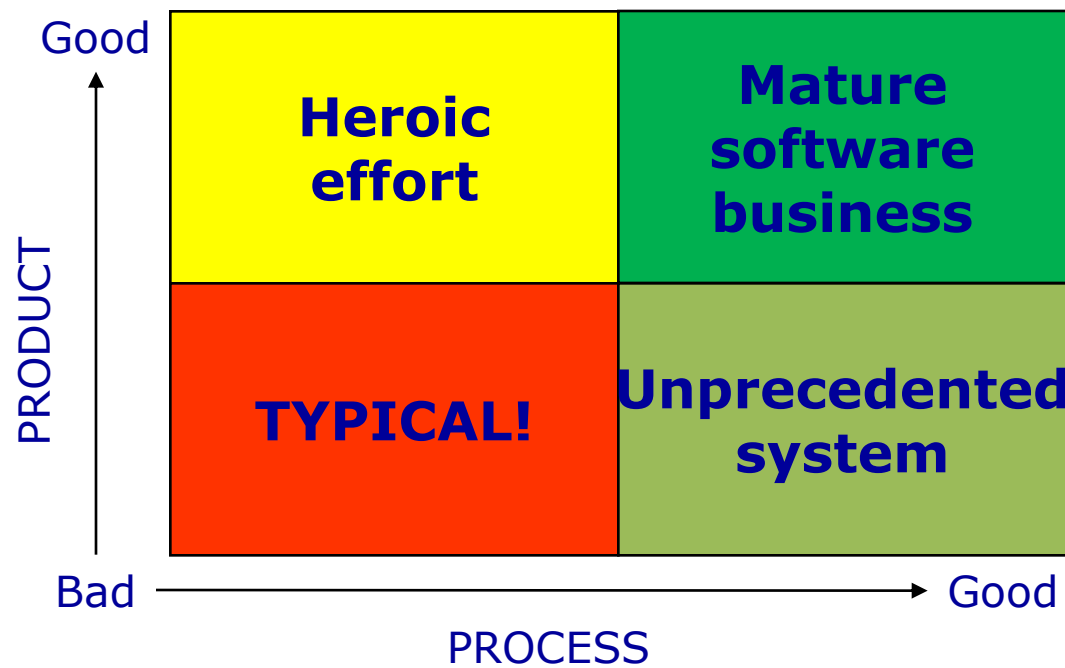 Good
Heroic
effort
Mature
software
business
PRODUCT
TYPICAL!
Unprecedented
system
Bad
Good
PROCESS